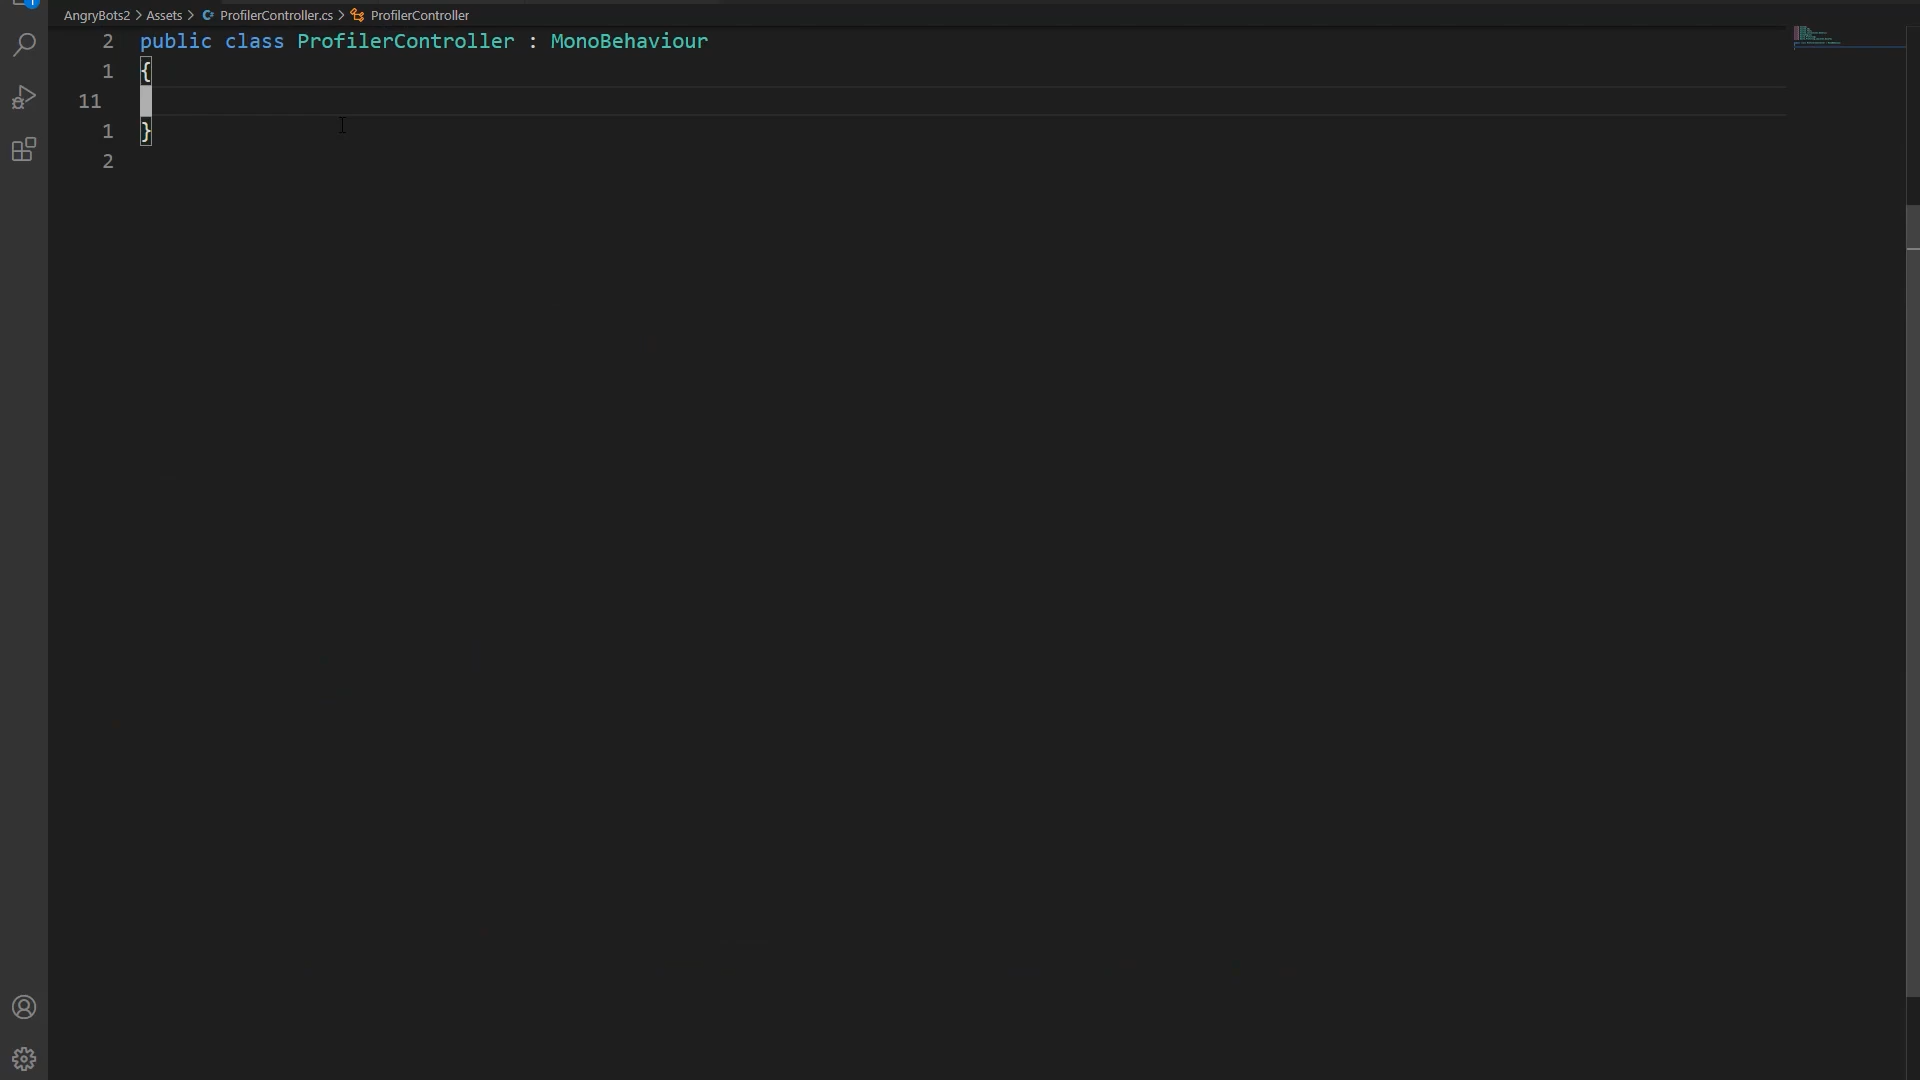 AngryBots2 > Assets > ProfilerController.cs > ProfilerController
2 public class ProfilerController : MonoBehaviour
1 {
11
1 }
2